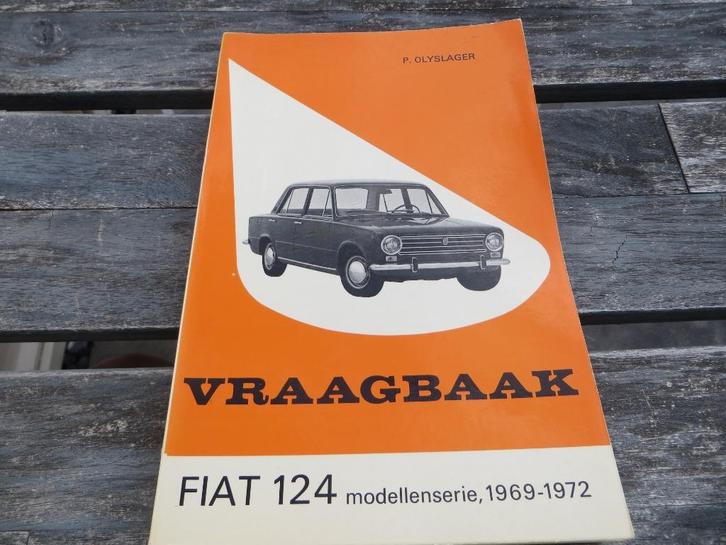 P. OLYSLAGER
VRAAGBAAK
FIAT 124 modellenserie, 1969-1972